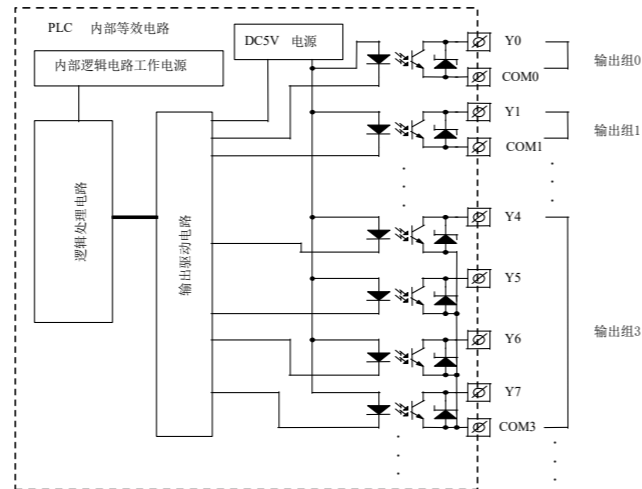 PLC 内部等效电路
DC5V 电源
内部逻辑电路工作电源
逻辑处理电路
输出驱动电路
Y0
COM0
输出组0
Y1
COM1
输出组1
Y4
Y5
Y6
Y7
COM3
输出组3